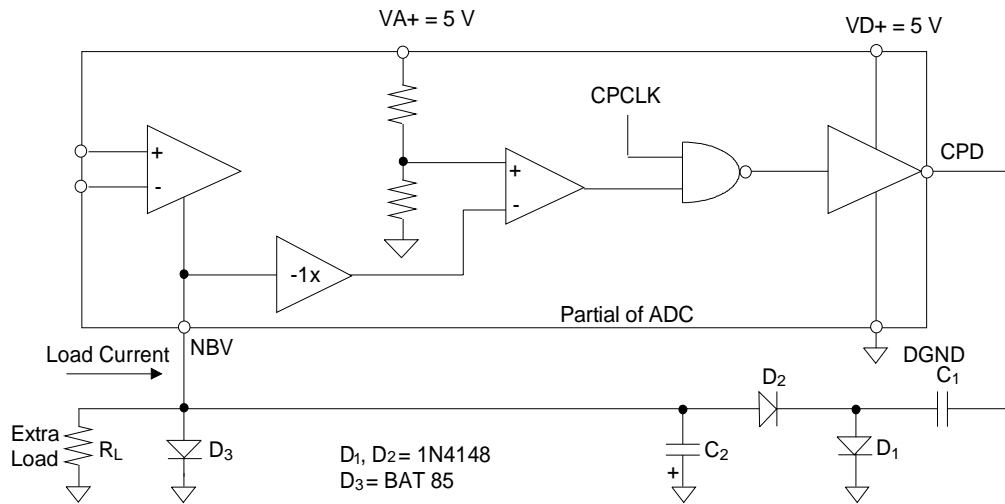 VA+ = 5 V
VD+ = 5 V
CPCLK
CPD
+
-
+
-
-1x
Partial of ADC
NBV
Load Current
DGND
C1
D2
Extra
Load
RL
D3
D1, D2 = 1N4148
D3 = BAT 85
C2
+
D1